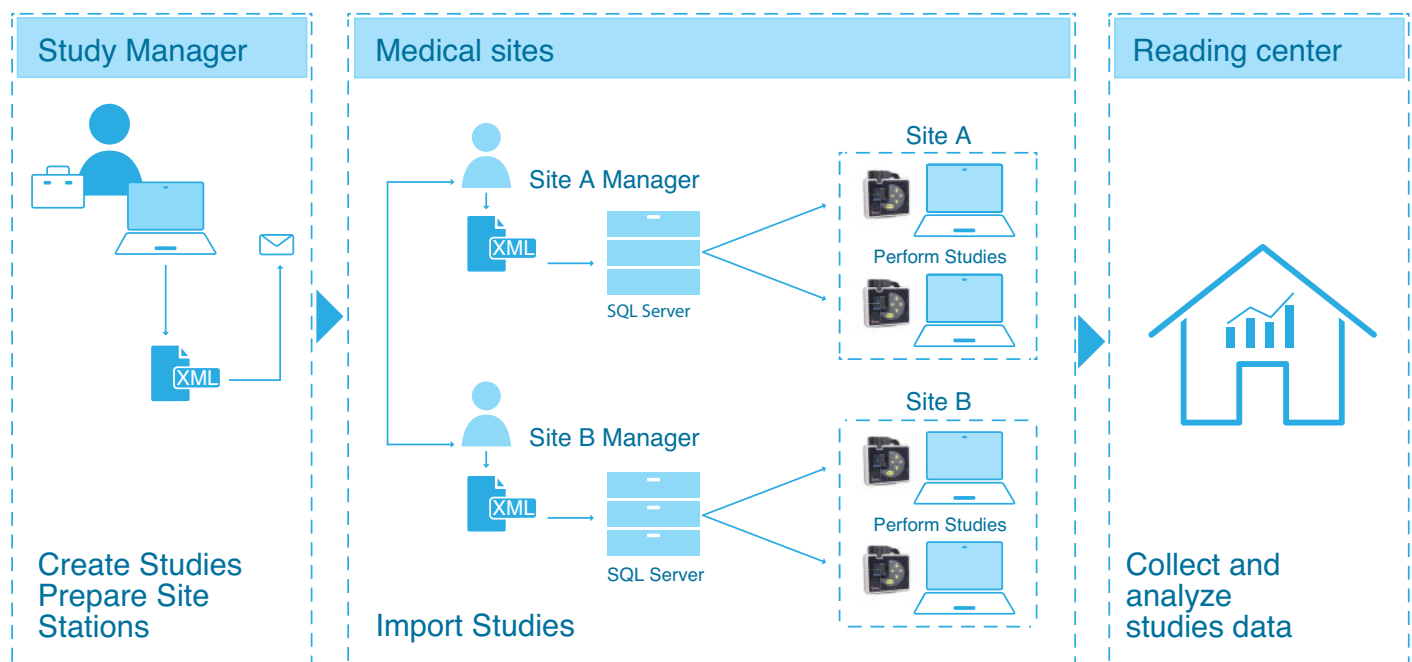 Study Manager
XML
Create Studies
Prepare Site
Stations
Medical sites
Site A Manager
XML
SQL Server
Site A
Perform Studies
Site B Manager
XML
SQL Server
Site B
Perform Studies
Import Studies
Reading center
Collect and
analyze
studies data